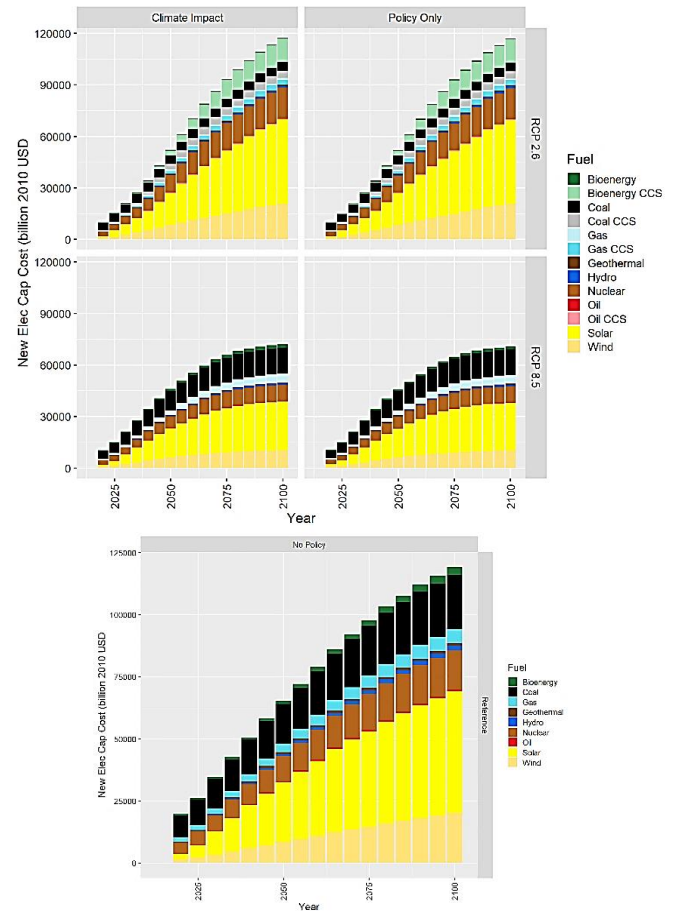 Climate Impact Policy Only
New Elec Cap Cost (billion 2010 USD
120000
90000
60000
30000
0
RCP 2.6
120000
90000
60000
30000
0
RCP 8.5
2025 2050 2075 2100 2025 2050 2075 2100
Year
Fuel
Bioenergy
Bioenergy CCS
Coal
Coal CCS
Gas
Gas CCS
Geothermal
Hydro
Nuclear
Oil
Oil CCS
Solar
Wind
No Policy
New Elec Cap Cost (billion 2010 USD
125000
100000
75000
50000
25000
0
Reference
2025 2050 2075 2100
Year
Fuel
Bioenergy
Coal
Gas
Geothermal
Hydro
Nuclear
Oil
Solar
Wind